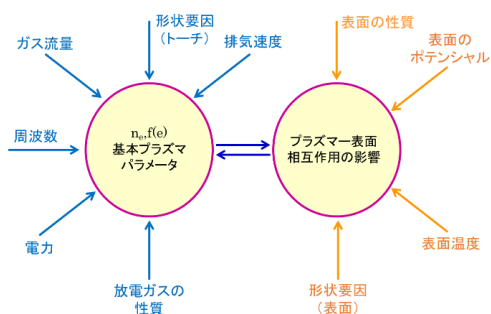 ガス流量
形状要因
(トーチ)
排気速度
表面の性質
表面の
ポテンシャル
周波数
ne,f(e)
基本プラズマ
パラメータ
プラズマー表面
相互作用の影響
電力
放電ガスの
性質
形状要因
(表面)
表面温度